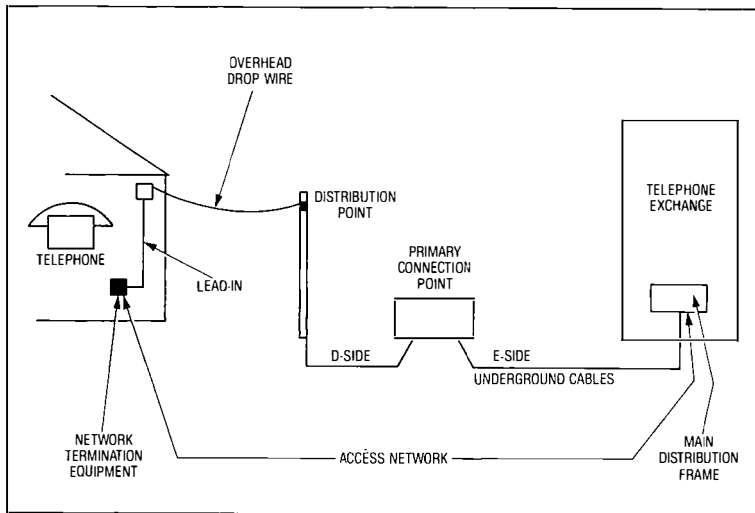 OVERHEAD
DROP WIRE
DISTRIBUTION
POINT
TELEPHONE
EXCHANGE
TELEPHONE
LEAD-IN
PRIMARY
CONNECTION
POINT
D-SIDE
E-SIDE
UNDERGROUND CABLES
NETWORK
TERMINATION
EQUIPMENT
ACCESS NETWORK
MAIN
DISTRIBUTION
FRAME